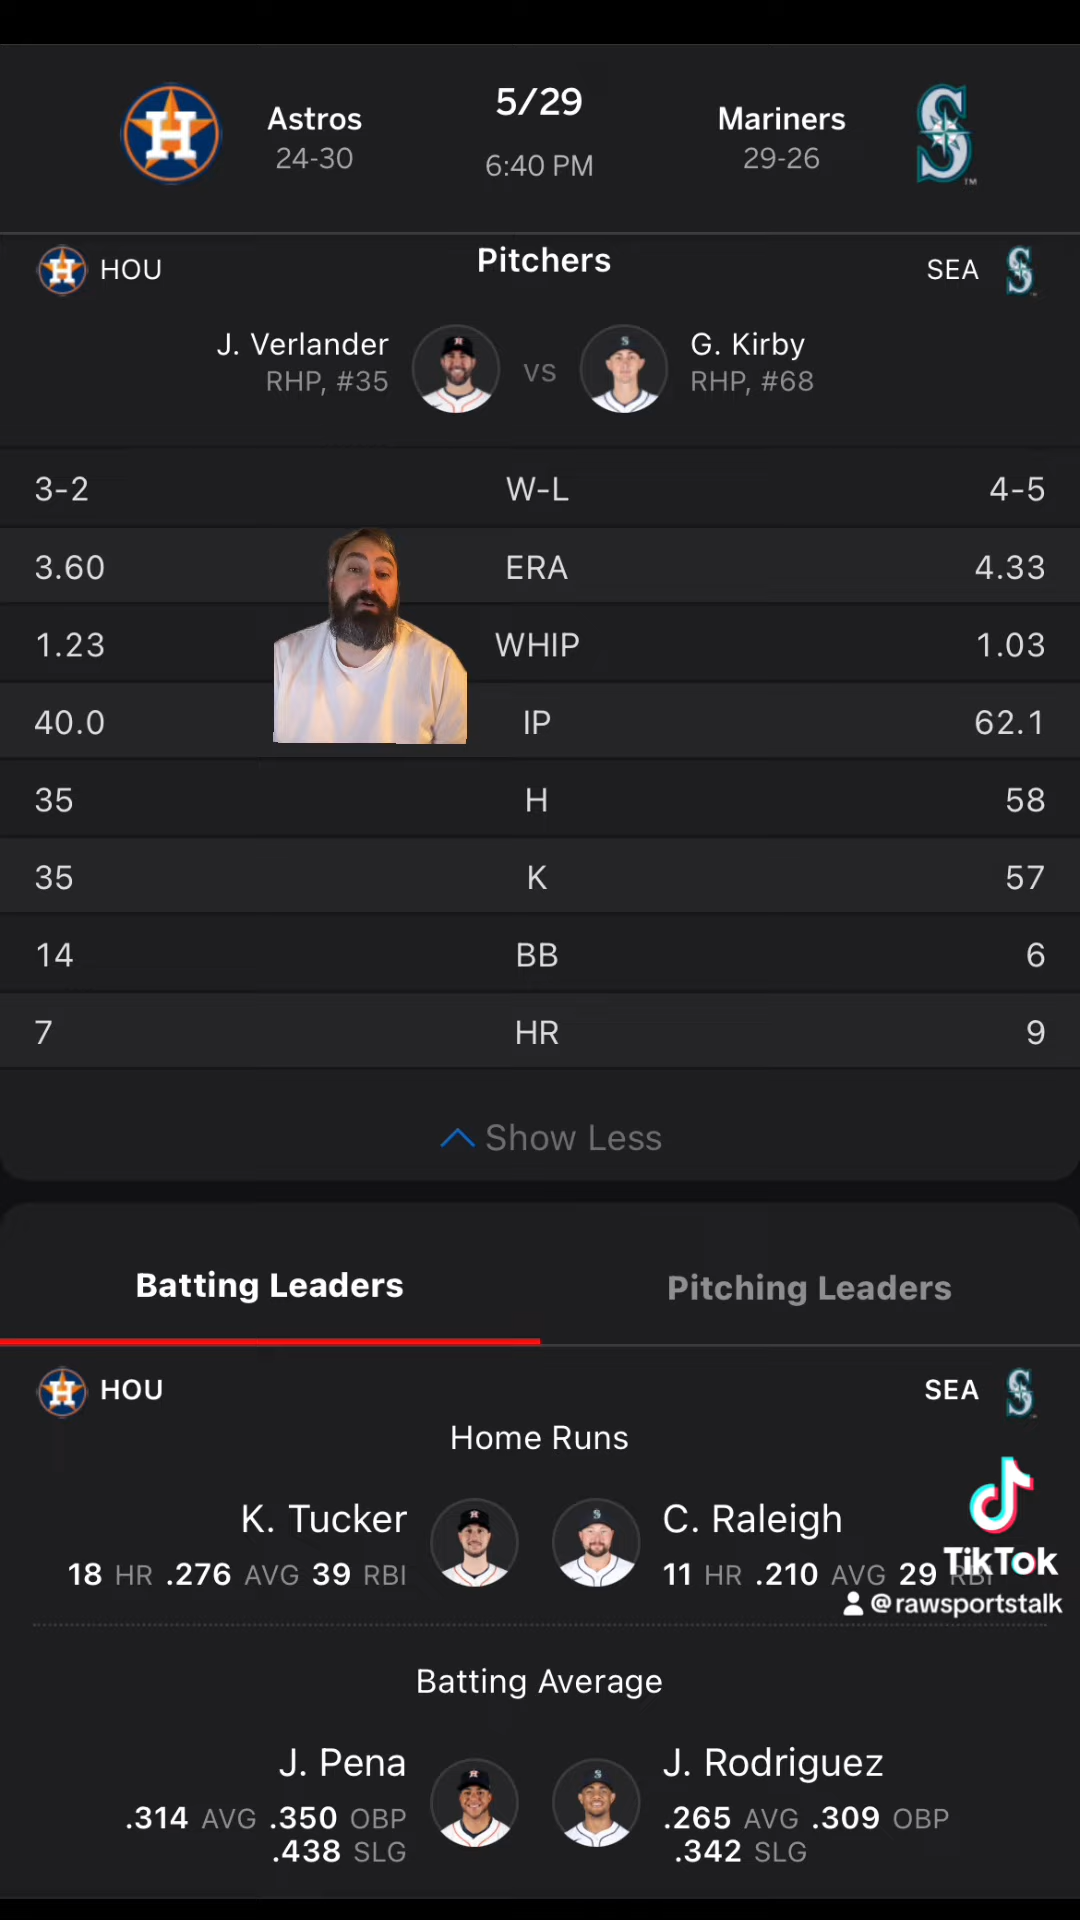 Astros
24-30
5/29
6:40 PM
Mariners
29-26
HOU
Pitchers
SEA
J. Verlander
RHP, #35
VS
G. Kirby
RHP, #68
3-2 W-L 4-5
3.60 ERA 4.33
1.23 WHIP 1.03
40.0 IP 62.1
35 H 58
35 K 57
14 BB 6
7 HR 9
Show Less
Batting Leaders
Pitching Leaders
HOU
SEA
Home Runs
K. Tucker
18 HR .276 AVG 39 RBI
C. Raleigh
11 HR .210 AVG 29 RBI
TikTok
@rawsportstalk
Batting Average
J. Pena
.314 AVG .350 OBP
.438 SLG
J. Rodriguez
.265 AVG .309 OBP
.342 SLG